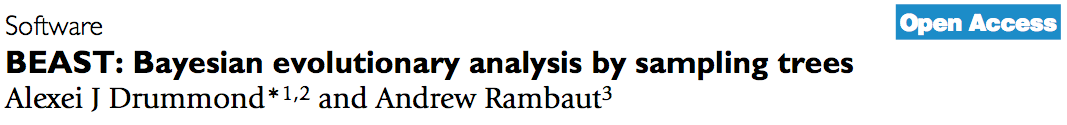 Software
Open Access
BEAST: Bayesian evolutionary analysis by sampling trees
Alexei J Drummond*1,2 and Andrew Rambaut3